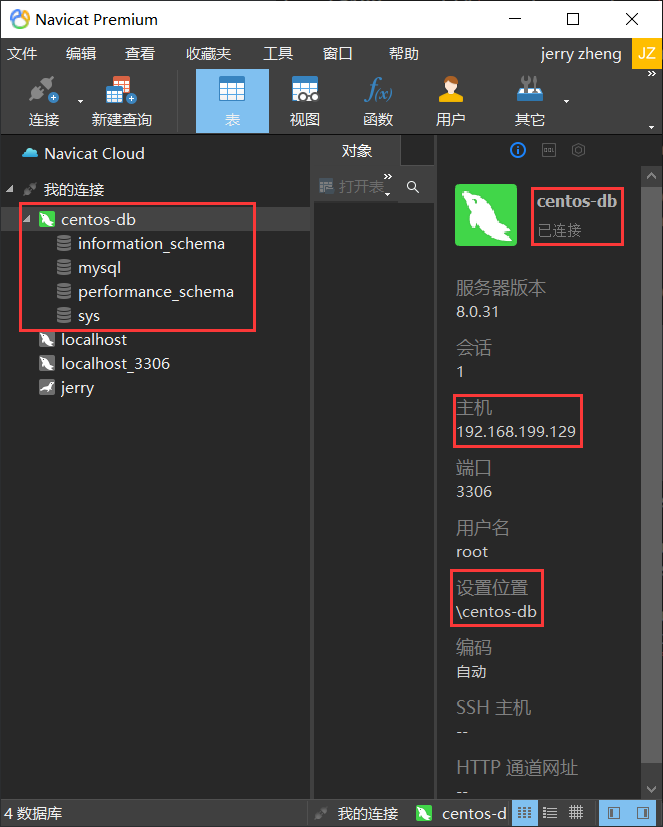 Navicat Premium
文件 编辑 查看 收藏夹 工具 窗口 帮助 jerry zheng JZ
连接 新建查询 表 视图 函数 用户 其它
f(x)
Navicat Cloud
我的连接
centos-db
information_schema
mysql
performance_schema
sys
localhost
localhost_3306
jerry
对象
打开表
DDL
centos-db
已连接
服务器版本
8.0.31
会话
1
主机
192.168.199.129
端口
3306
用户名
root
设置位置
\centos-db
编码
自动
SSH 主机
--
HTTP 通道网址
--
4 数据库 我的连接 centos-d